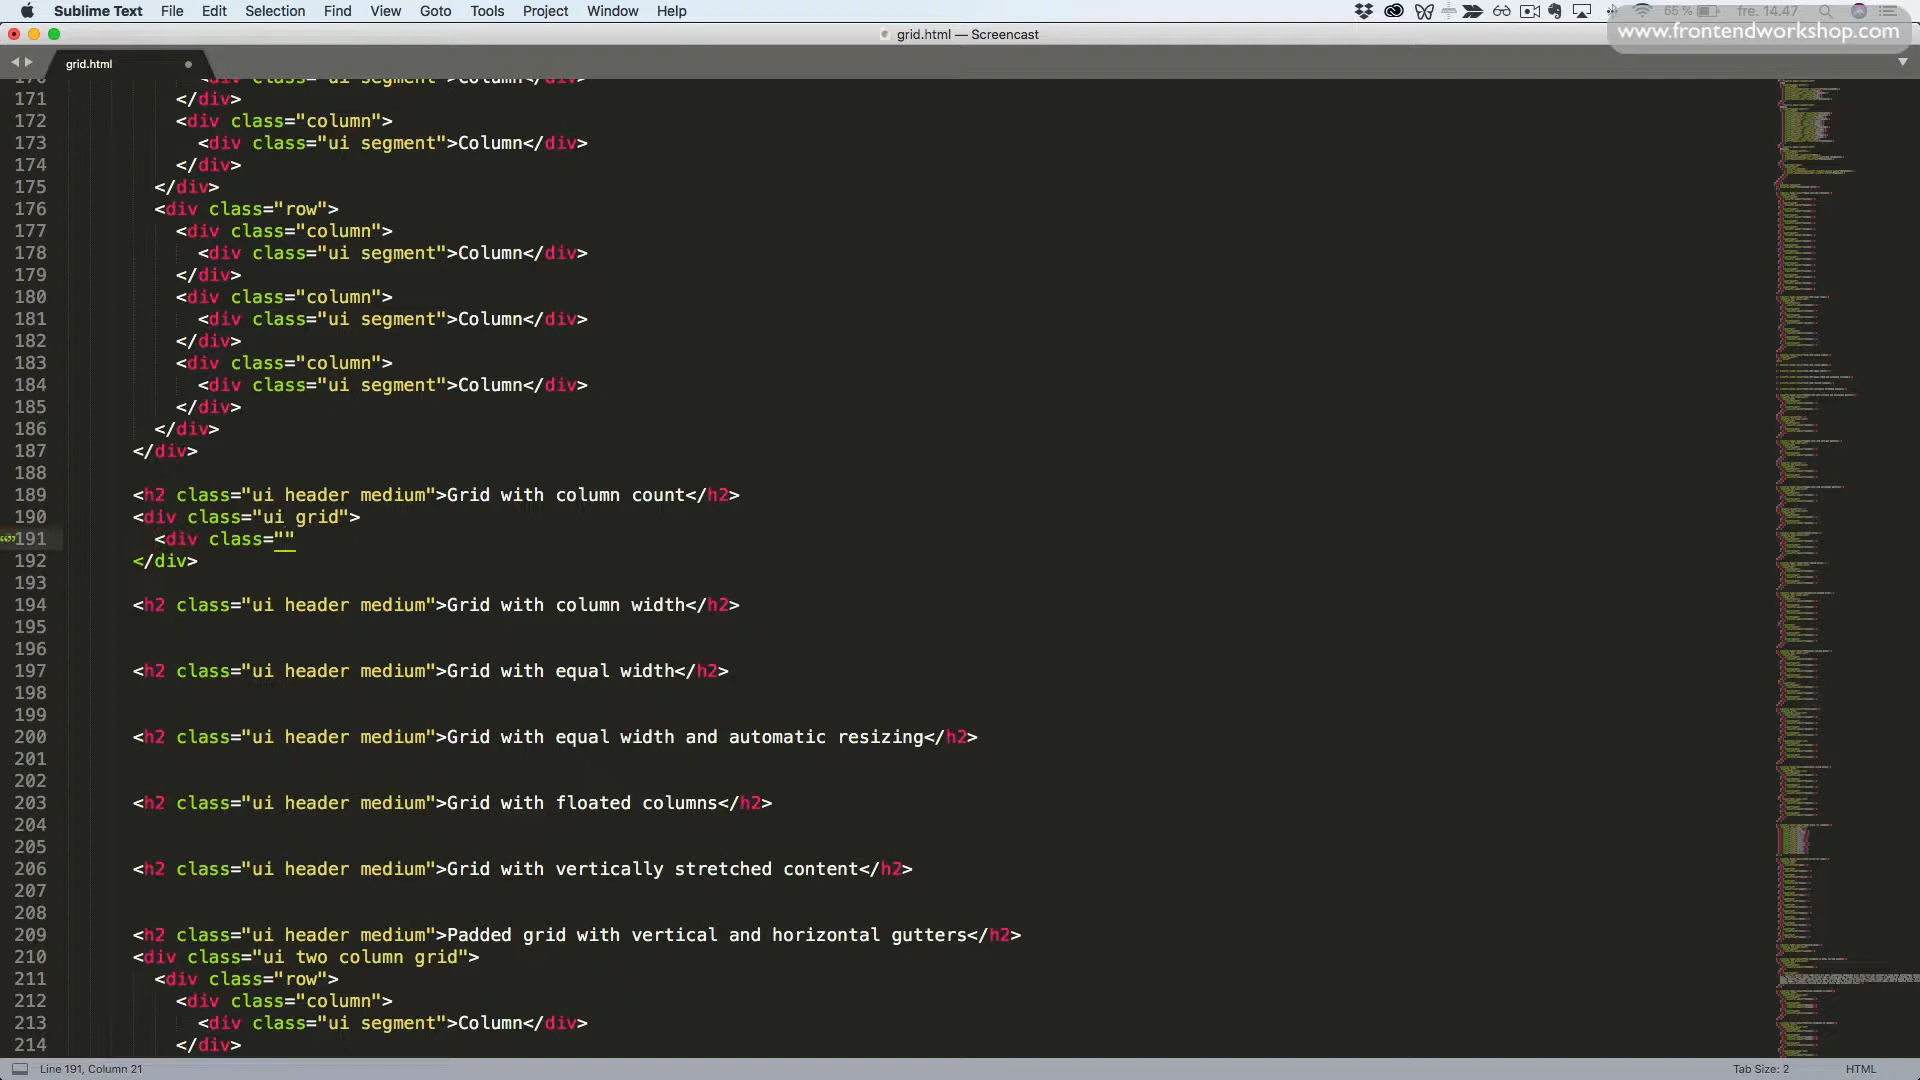 Sublime Text File Edit Selection Find View Goto Tools Project Window Help 65 % fre. 14.47
grid.html — Screencast
www.frontendworkshop.com
grid.html
170 <div class="ui segment">Column</div>
171 </div>
172 <div class="column">
173 <div class="ui segment">Column</div>
174 </div>
175 </div>
176 <div class="row">
177 <div class="column">
178 <div class="ui segment">Column</div>
179 </div>
180 <div class="column">
181 <div class="ui segment">Column</div>
182 </div>
183 <div class="column">
184 <div class="ui segment">Column</div>
185 </div>
186 </div>
187 </div>
188
189 <h2 class="ui header medium">Grid with column count</h2>
190 <div class="ui grid">
191 <div class=""
192 </div>
193
194 <h2 class="ui header medium">Grid with column width</h2>
195
196
197 <h2 class="ui header medium">Grid with equal width</h2>
198
199
200 <h2 class="ui header medium">Grid with equal width and automatic resizing</h2>
201
202
203 <h2 class="ui header medium">Grid with floated columns</h2>
204
205
206 <h2 class="ui header medium">Grid with vertically stretched content</h2>
207
208
209 <h2 class="ui header medium">Padded grid with vertical and horizontal gutters</h2>
210 <div class="ui two column grid">
211 <div class="row">
212 <div class="column">
213 <div class="ui segment">Column</div>
214 </div>
Line 191, Column 21 Tab Size: 2 HTML